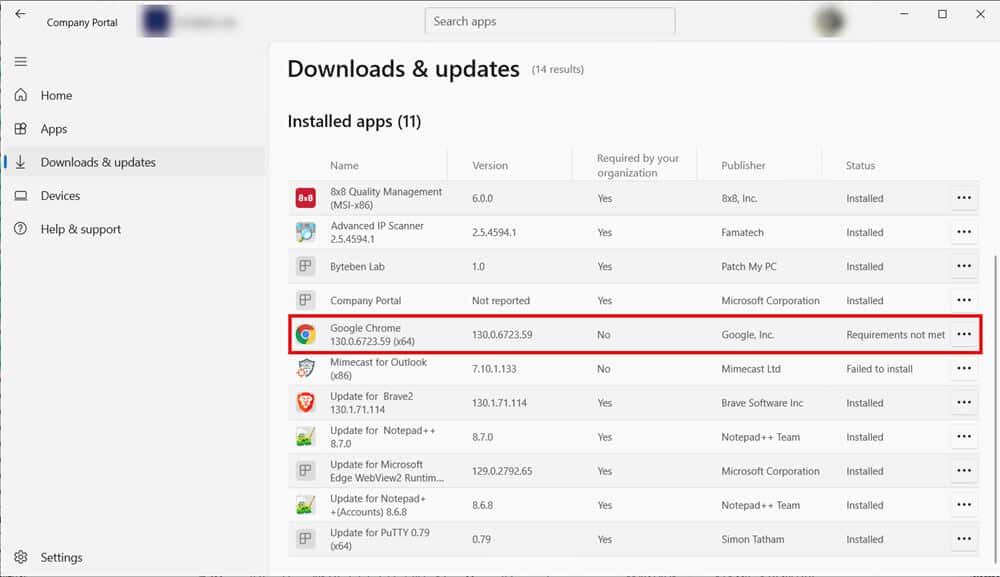 Company Portal
Search apps
Home
Apps
Downloads & updates
Devices
Help & support
Settings
Downloads & updates (14 results)
Installed apps (11)
Name Version Required by your organization Publisher Status
8x8 8x8 Quality Management (MSI-x86) 6.0.0 Yes 8x8, Inc. Installed
Advanced IP Scanner 2.5.4594.1 2.5.4594.1 Yes Famatech Installed
Byteben Lab 1.0 Yes Patch My PC Installed
Company Portal Not reported Yes Microsoft Corporation Installed
Google Chrome 130.0.6723.59 (x64) 130.0.6723.59 No Google, Inc. Requirements not met
Mimecast for Outlook (x86) 7.10.1.133 No Mimecast Ltd Failed to install
Update for Brave2 130.1.71.114 130.1.71.114 Yes Brave Software Inc Installed
Update for Notepad++ 8.7.0 8.7.0 Yes Notepad++ Team Installed
Update for Microsoft Edge WebView2 Runtim... 129.0.2792.65 Yes Microsoft Corporation Installed
Update for Notepad++(Accounts) 8.6.8 8.6.8 Yes Notepad++ Team Installed
Update for PuTTY 0.79 (x64) 0.79 Yes Simon Tatham Installed